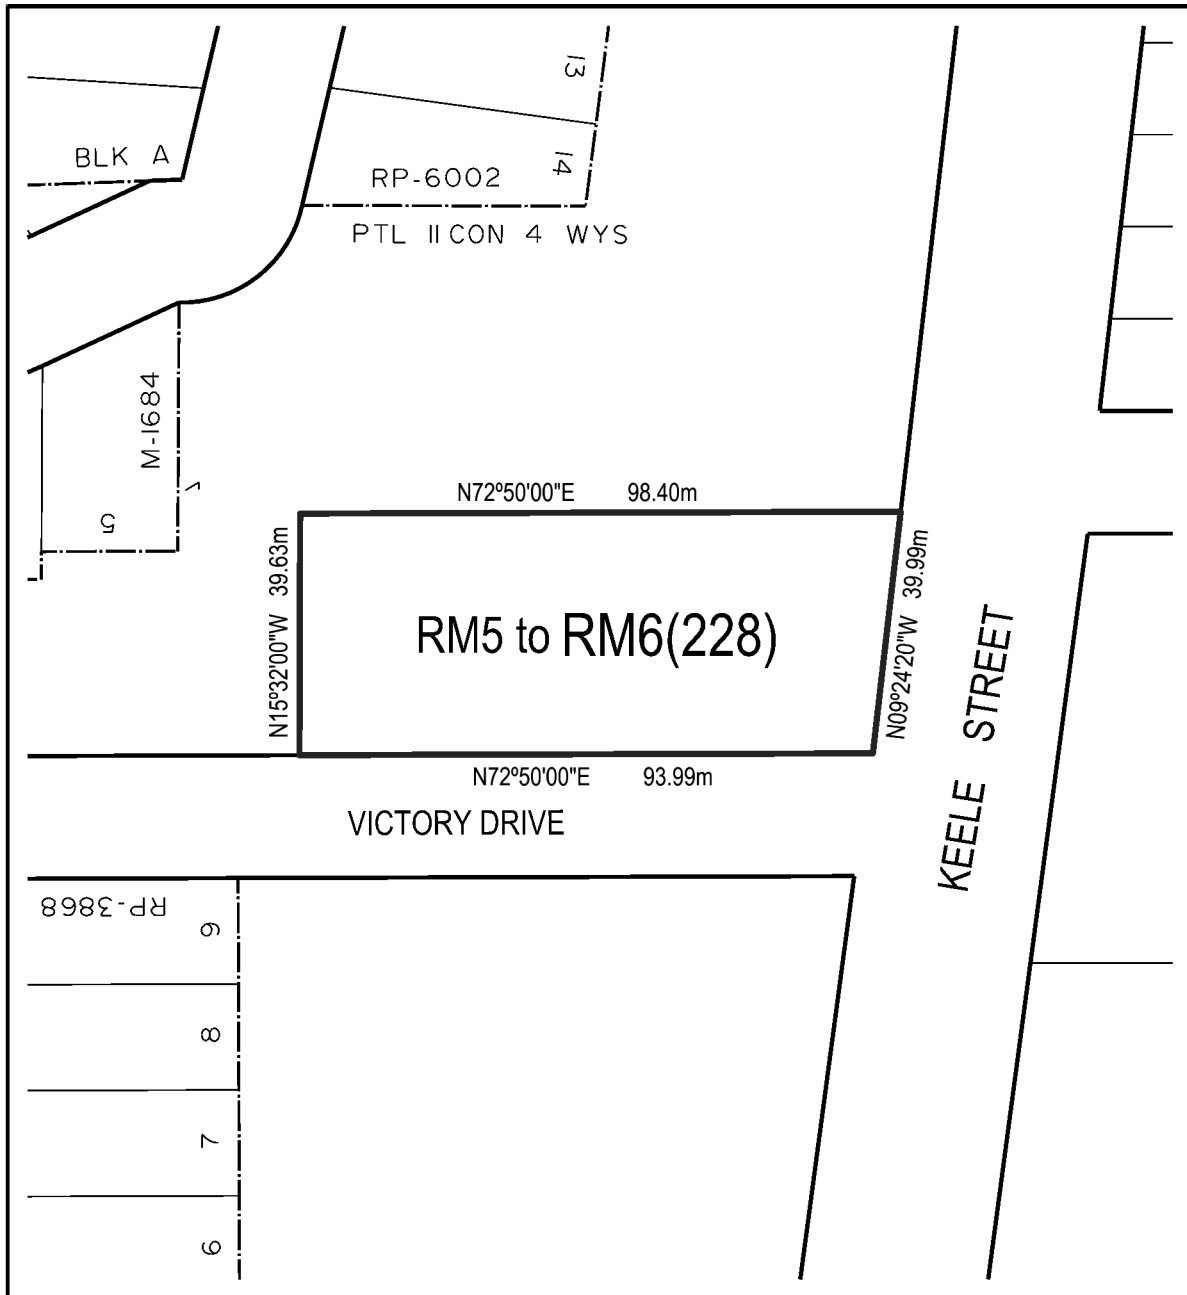 13
BLK A
14
RP-6002
PTL 11 CON 4 WYS
M-1684
5
N72º50'00"E 98.40m
N15º32'00"W 39.63m
N09º24'20"W 39.99m
RM5 to RM6(228)
KEELE STREET
N72º50'00"E 93.99m
VICTORY DRIVE
RP-3868
9
8
7
6